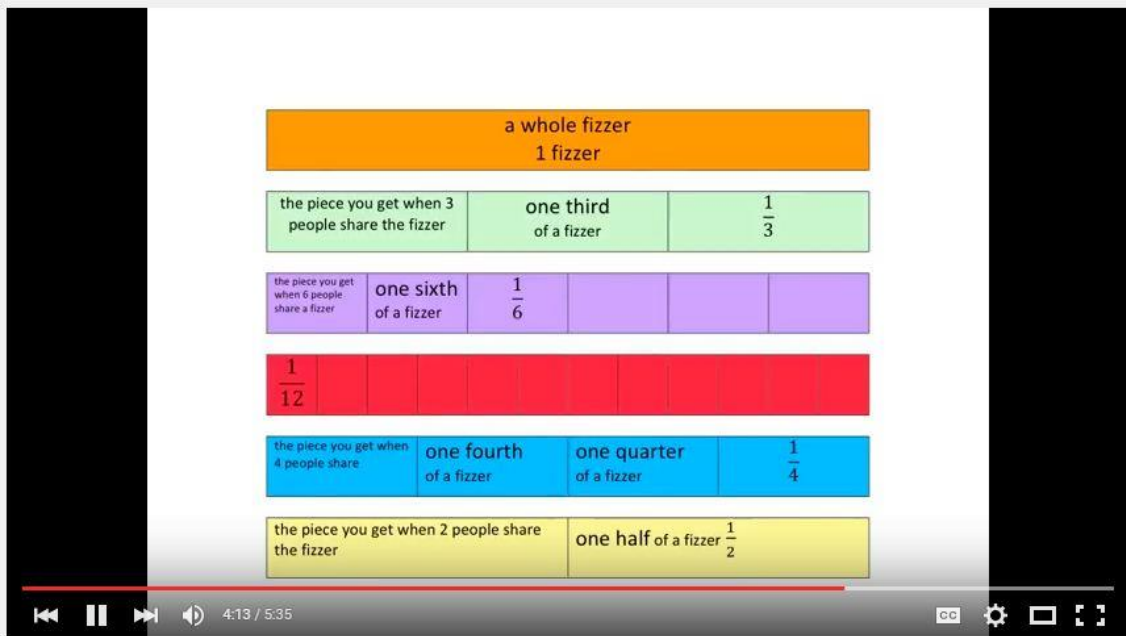 a whole fizzer
1 fizzer
the piece you get when 3
people share the fizzer
one third
of a fizzer
1
3
the piece you get
when 6 people
share a fizzer
one sixth
of a fizzer
1
6
1
12
the piece you get when
4 people share
one fourth
of a fizzer
one quarter
of a fizzer
1
4
the piece you get when 2 people share
the fizzer
one half of a fizzer 1/2
4:13 / 5:35
CC